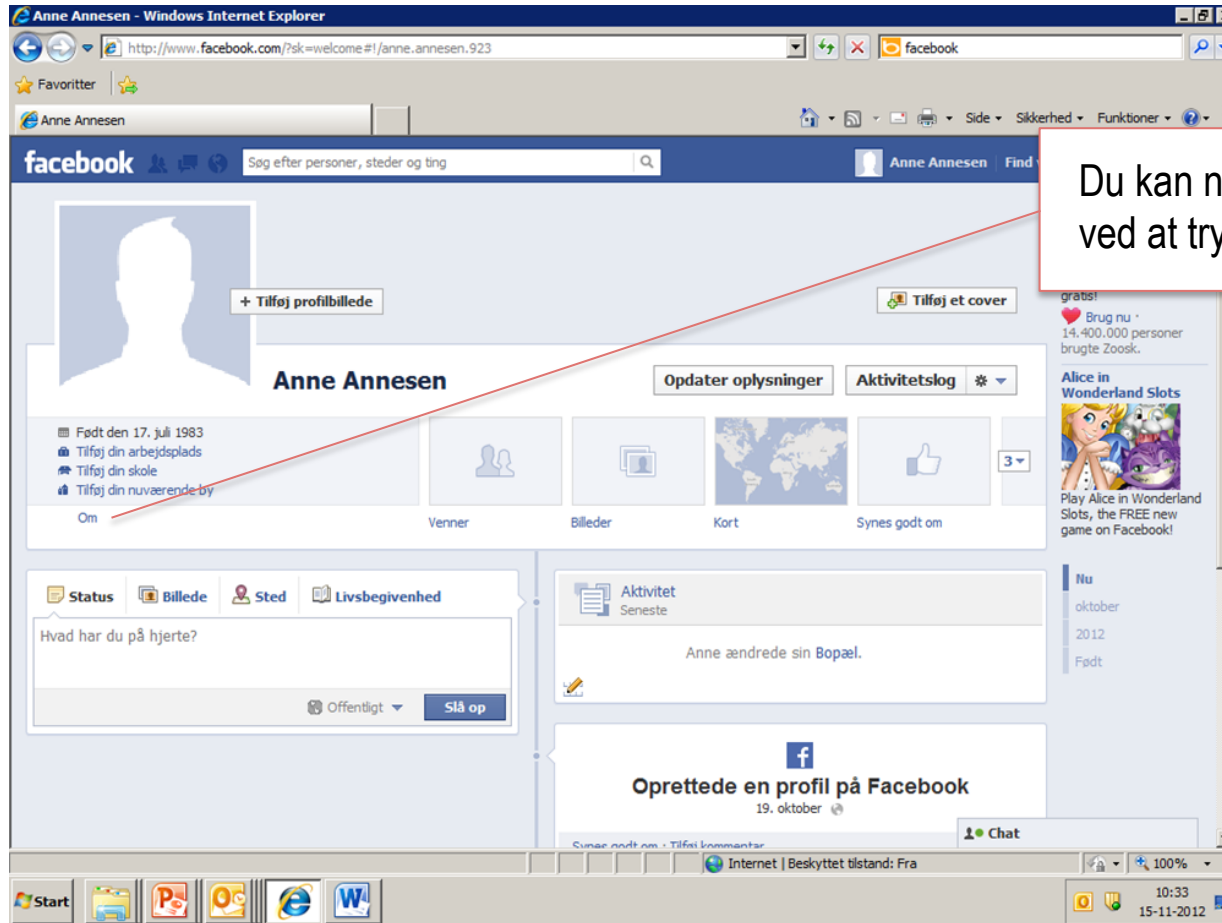 Anne Annesen - Windows Internet Explorer
http://www.facebook.com/?sk=welcome#!/anne.annesen.923
facebook
Favoritter
Anne Annesen
Side
Sikkerhed
Funktioner
facebook
Søg efter personer, steder og ting
Anne Annesen
Find
Du kan
ved at
+ Tilføj profilbillede
Tilføj et cover
gratis!
Brug nu ·
14.400.000 personer
brugte Zoosk.
Anne Annesen
Opdater oplysninger
Aktivitetslog
Alice in
Wonderland Slots
Født den 17. juli 1983
Tilføj din arbejdsplads
Tilføj din skole
Tilføj din nuværende by
Om
3
Venner
Billeder
Kort
Synes godt om
Play Alice in Wonderland
Slots, the FREE new
game on Facebook!
Status
Billede
Sted
Livsbegivenhed
Hvad har du på hjerte?
Offentligt
Slå op
Aktivitet
Seneste
Anne ændrede sin Bopæl.
Nu
oktober
2012
Født
Oprettede en profil på Facebook
19. oktober
Synes godt om · Tilføj kommentar
Chat
Internet | Beskyttet tilstand: Fra
100%
Start
10:33
15-11-2012